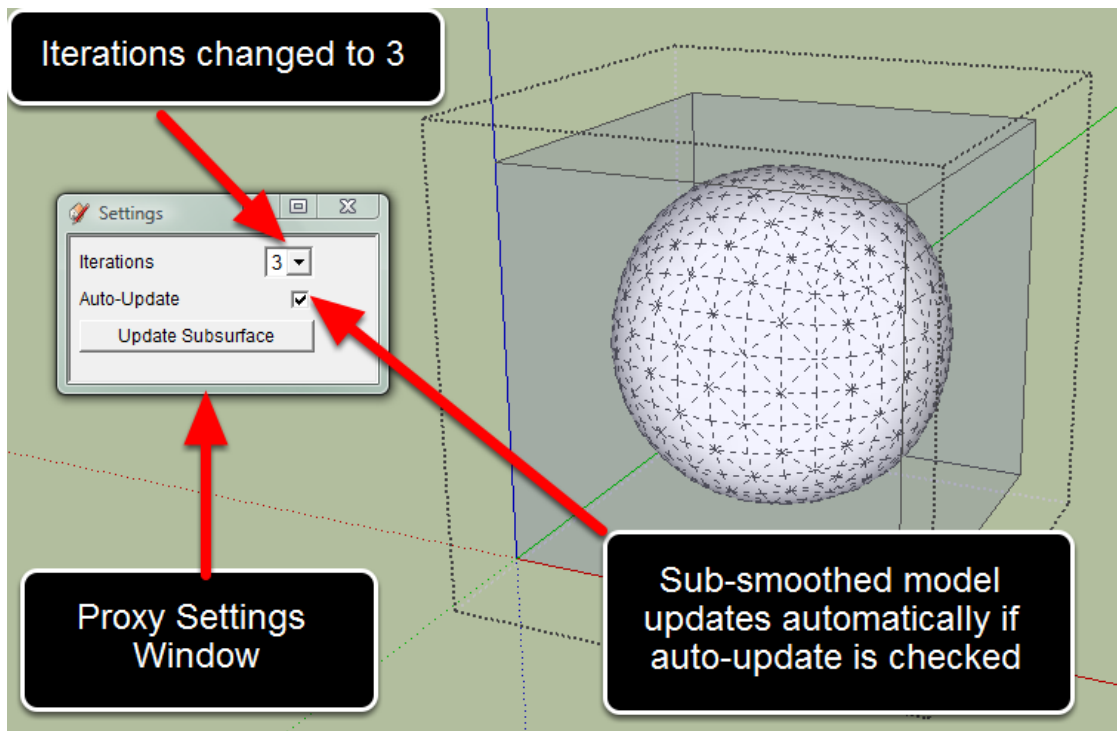 Iterations changed to 3
Settings
Iterations
3
Auto-Update
Update Subsurface
Proxy Settings
Window
Sub-smoothed model
updates automatically if
auto-update is checked